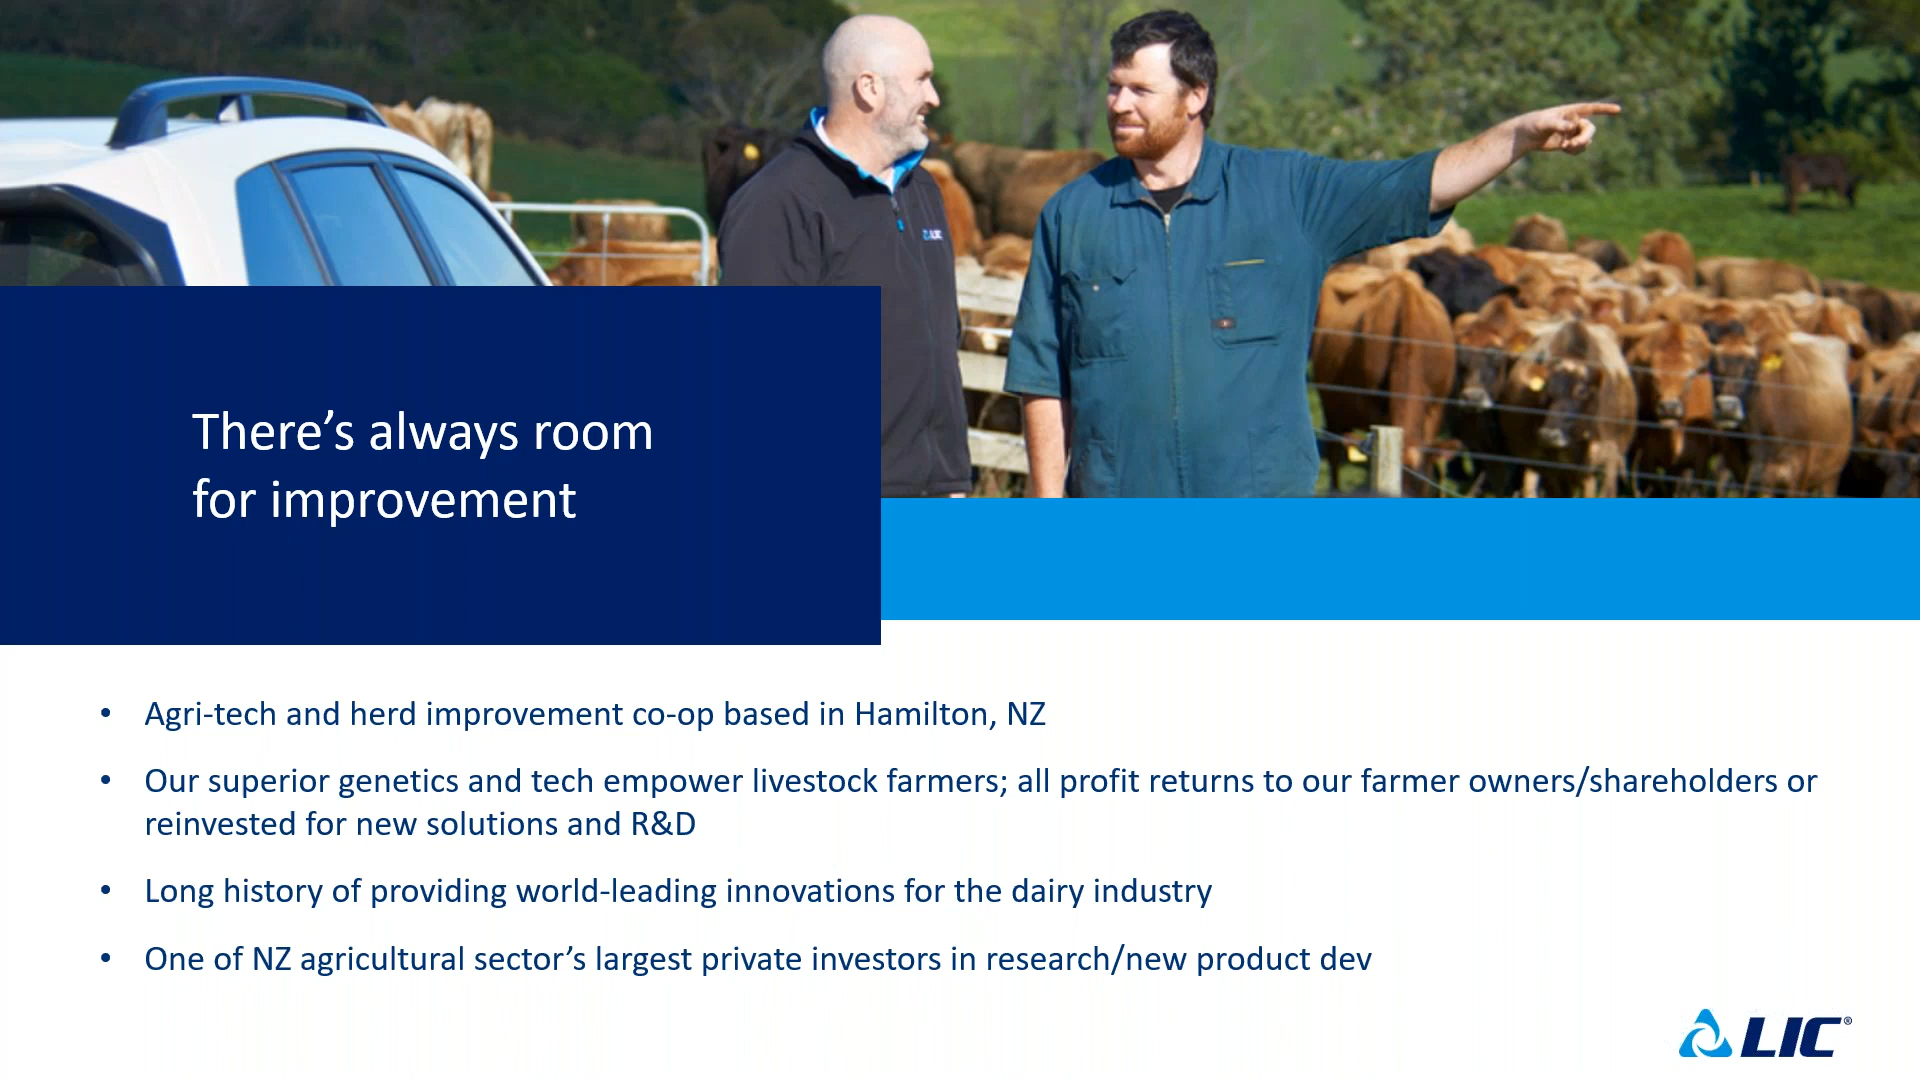 There’s always room
for improvement
• Agri-tech and herd improvement co-op based in Hamilton, NZ
• Our superior genetics and tech empower livestock farmers; all profit returns to our farmer owners/shareholders or
reinvested for new solutions and R&D
• Long history of providing world-leading innovations for the dairy industry
• One of NZ agricultural sector’s largest private investors in research/new product dev
LIC®
LIC